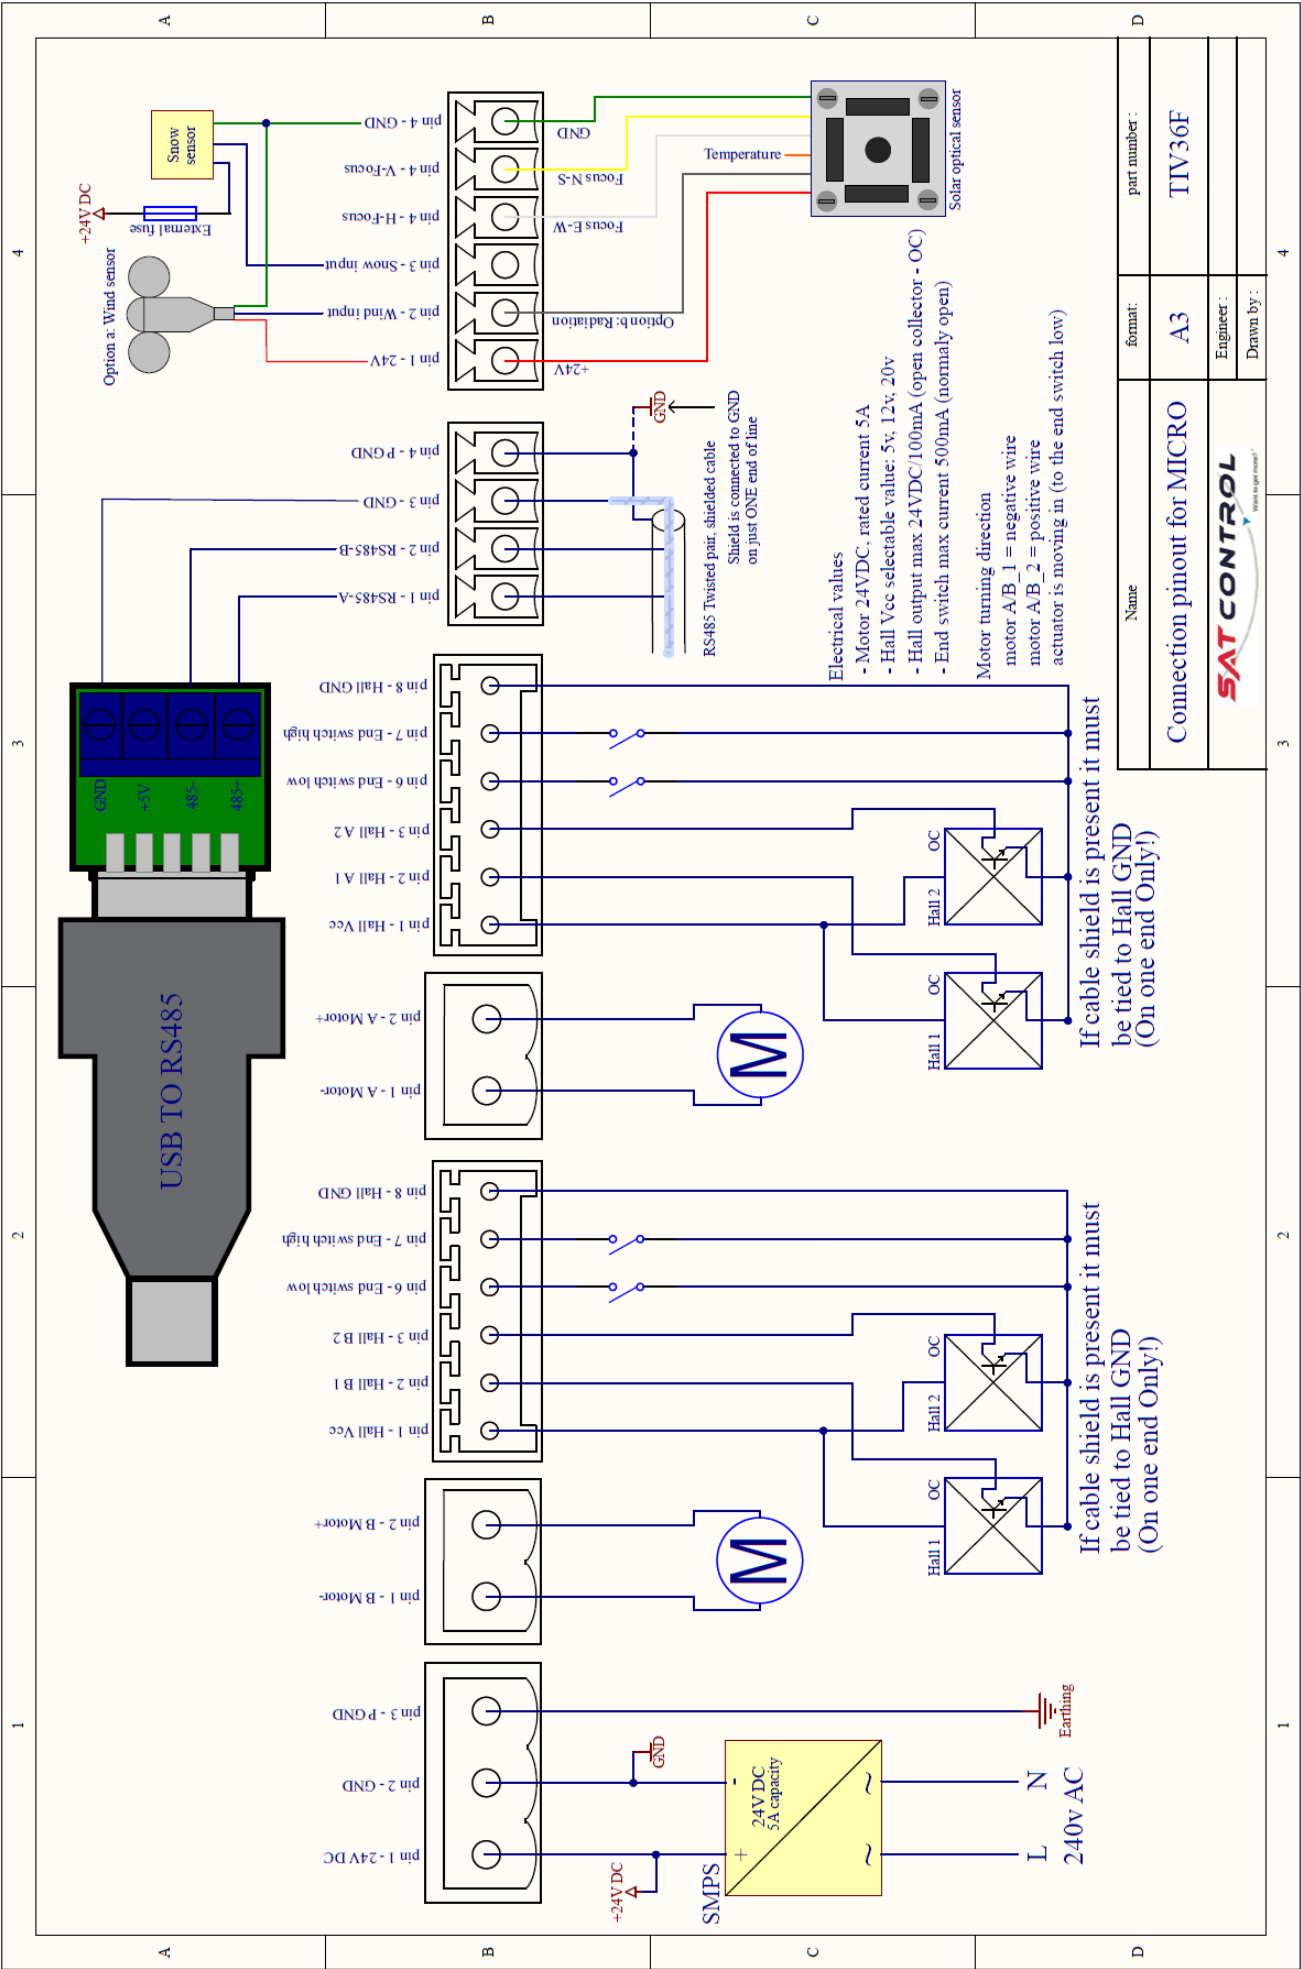 A
B
C
D
4
3
2
1
+24V DC
External fuse
Snow
sensor
Option a: Wind sensor
pin 4 - GND
pin 4 - V-Focus
pin 4 - H-Focus
pin 3 - Snow input
pin 2 - Wind input
pin 1 - 24V
GND
Focus N-S
Focus E-W
Option b: Radiation
+24V
Temperature
Solar optical sensor
pin 4 - P GND
pin 3 - GND
pin 2 - RS485-B
pin 1 - RS485-A
GND
RS485 Twisted pair, shielded cable
Shield is connected to GND
on just ONE end of line
USB TO RS485
GND
+5V
485-
485+
pin 8 - Hall GND
pin 7 - End switch high
pin 6 - End switch low
pin 3 - Hall A 2
pin 2 - Hall A 1
pin 1 - Hall Vcc
pin 2 - A Motor+
pin 1 - A Motor-
M
Hall 2
OC
Hall 1
OC
If cable shield is present it must
be tied to Hall GND
(On one end Only!)
pin 8 - Hall GND
pin 7 - End switch high
pin 6 - End switch low
pin 3 - Hall B 2
pin 2 - Hall B 1
pin 1 - Hall Vcc
pin 2 - B Motor+
pin 1 - B Motor-
M
Hall 2
OC
Hall 1
OC
If cable shield is present it must
be tied to Hall GND
(On one end Only!)
pin 3 - P GND
pin 2 - GND
pin 1 - 24V DC
GND
+24V DC
SMPS
24V DC
5A capacity
+
-
~
~
L
N
240v AC
Earthing
Electrical values
- Motor 24VDC, rated current 5A
- Hall Vcc selectable value: 5v, 12v, 20v
- Hall output max 24VDC/100mA (open collector - OC)
- End switch max current 500mA (normaly open)
Motor turning direction
motor A/B_1 = negative wire
motor A/B_2 = positive wire
actuator is moving in (to the end switch low)
Name
format:
part number :
Connection pinout for MICRO
A3
TIV36F
Engineer :
Drawn by :
SAT CONTROL
Want to get more?
A
B
C
D
4
3
2
1